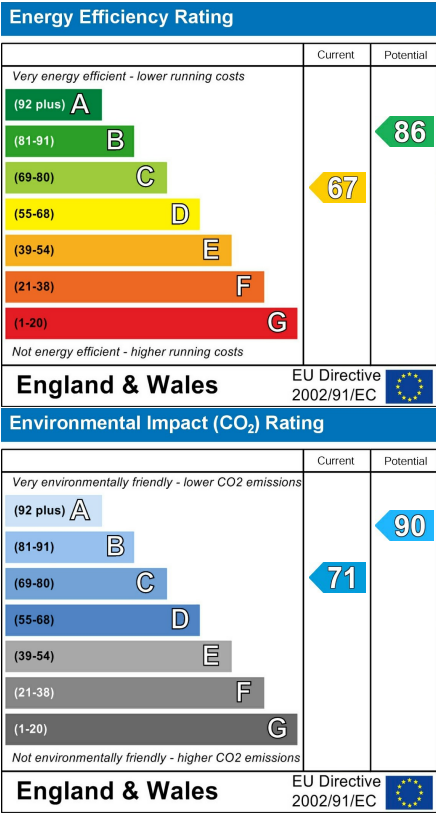 Energy Efficiency Rating
Current Potential
Very energy efficient - lower running costs
(92 plus) A
(81-91) B
86
(69-80) C
67
(55-68) D
(39-54) E
(21-38) F
(1-20) G
Not energy efficient - higher running costs
England & Wales
EU Directive
2002/91/EC
Environmental Impact (CO₂) Rating
Current Potential
Very environmentally friendly - lower CO2 emissions
(92 plus) A
90
(81-91) B
(69-80) C
71
(55-68) D
(39-54) E
(21-38) F
(1-20) G
Not environmentally friendly - higher CO2 emissions
England & Wales
EU Directive
2002/91/EC